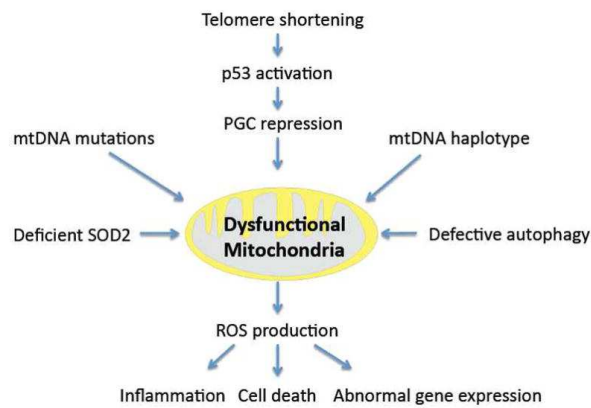 Telomere shortening
p53 activation
PGC repression
mtDNA mutations
mtDNA haplotype
Deficient SOD2
Dysfunctional
Mitochondria
Defective autophagy
ROS production
Inflammation
Cell death
Abnormal gene expression